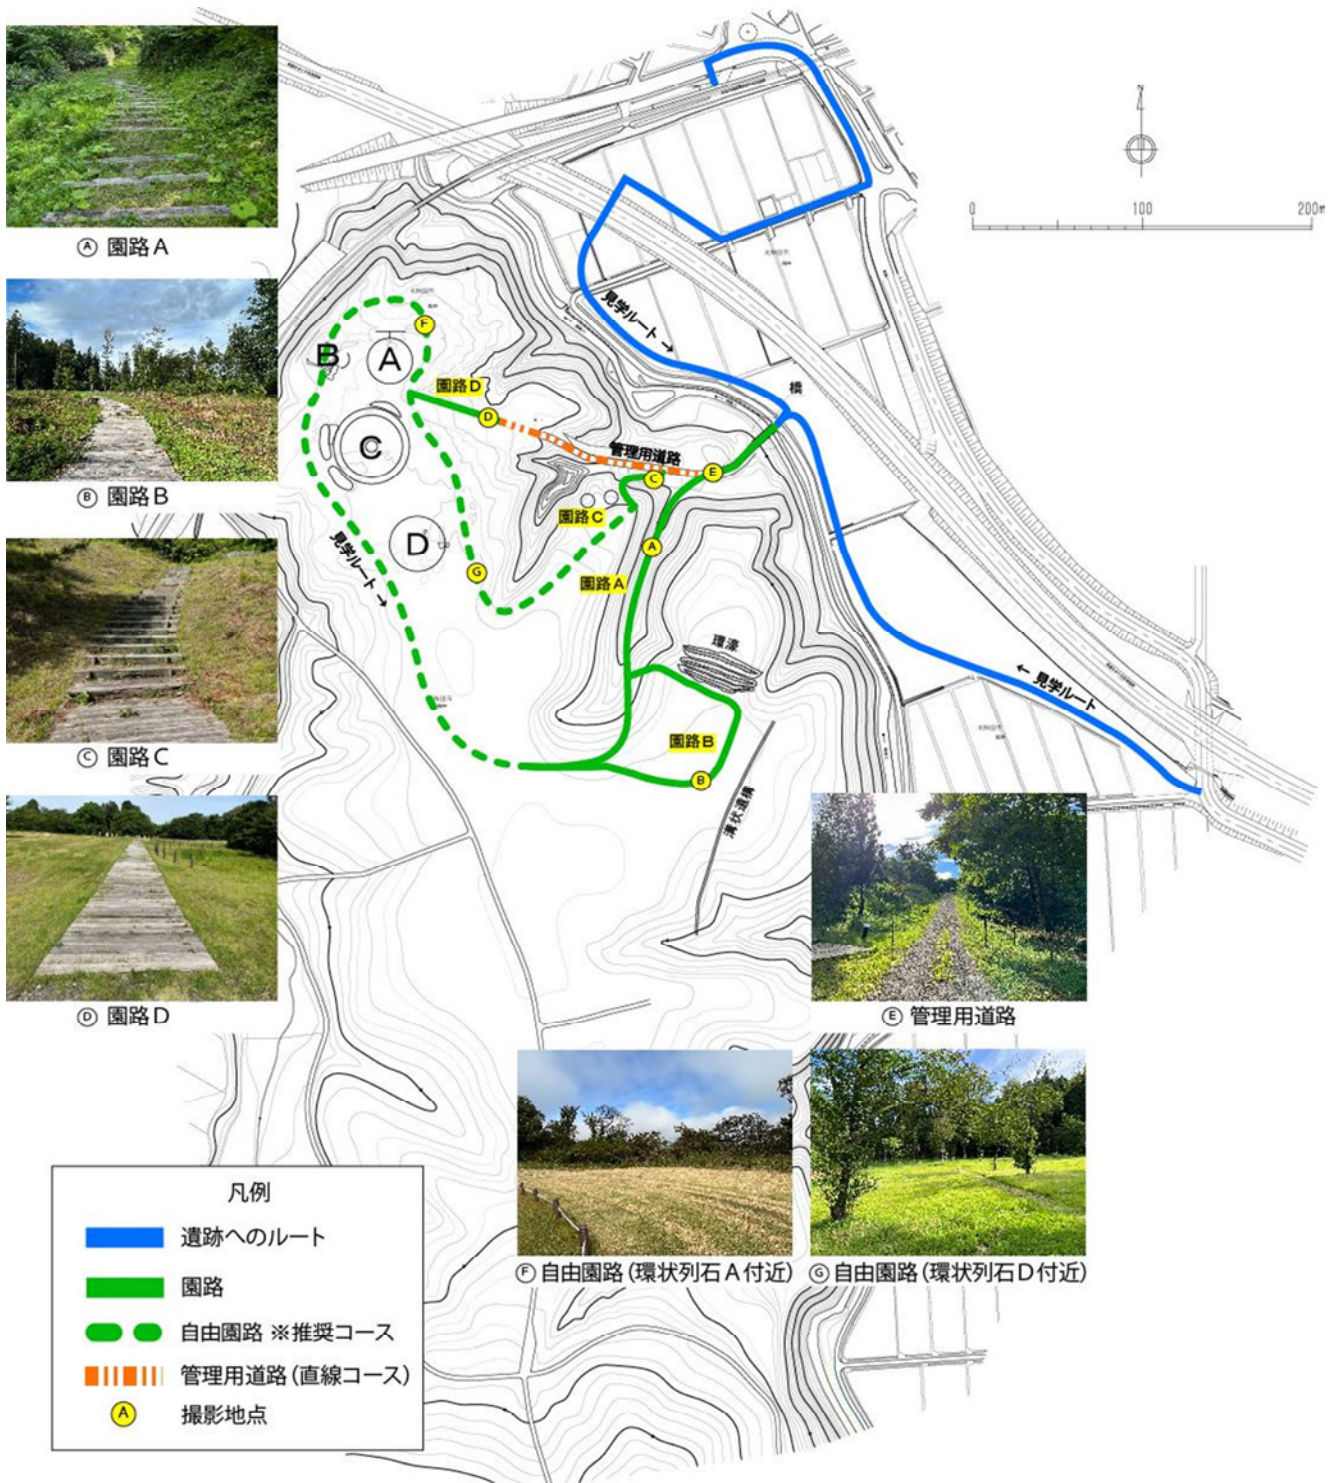 Ⓐ 園路A
Ⓑ 園路B
Ⓒ 園路C
Ⓓ 園路D
N
0 100 200m
見学ルート →
橋
F
A
B
園路D
D
C
管理用道路
E
C
園路C
A
D
G
見学ルート →
園路A
環濠
園路B
B
溝状遺構
← 見学ルート
Ⓔ 管理用道路
Ⓕ 自由園路(環状列石A付近)
Ⓖ 自由園路(環状列石D付近)
凡例
遺跡へのルート
園路
自由園路 ※推奨コース
管理用道路(直線コース)
A 撮影地点